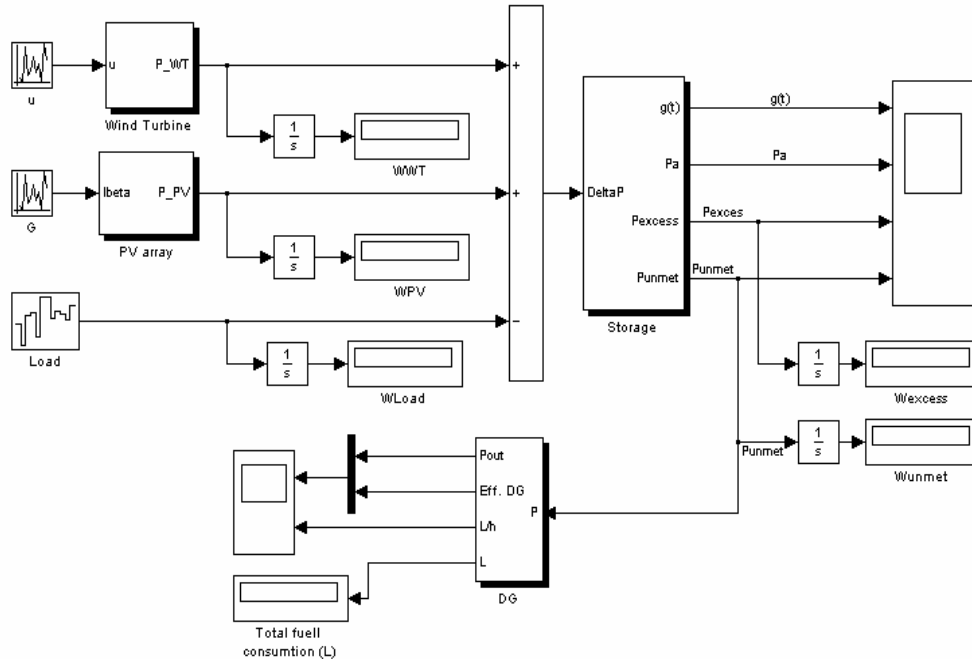 u
P_WT
+
g(t)
g(t)
u
Wind Turbine
1
s
WWT
Pa
Pa
Ibeta
P_PV
+
DeltaP
G
PV array
Pexcess
Pexces
1
s
WPV
Punmet
Punmet
−
Storage
Load
1
s
WLoad
1
s
Wexcess
1
s
Punmet
Wunmet
Pout
Eff. DG
P
L/h
L
DG
Total fuell
consumtion (L)